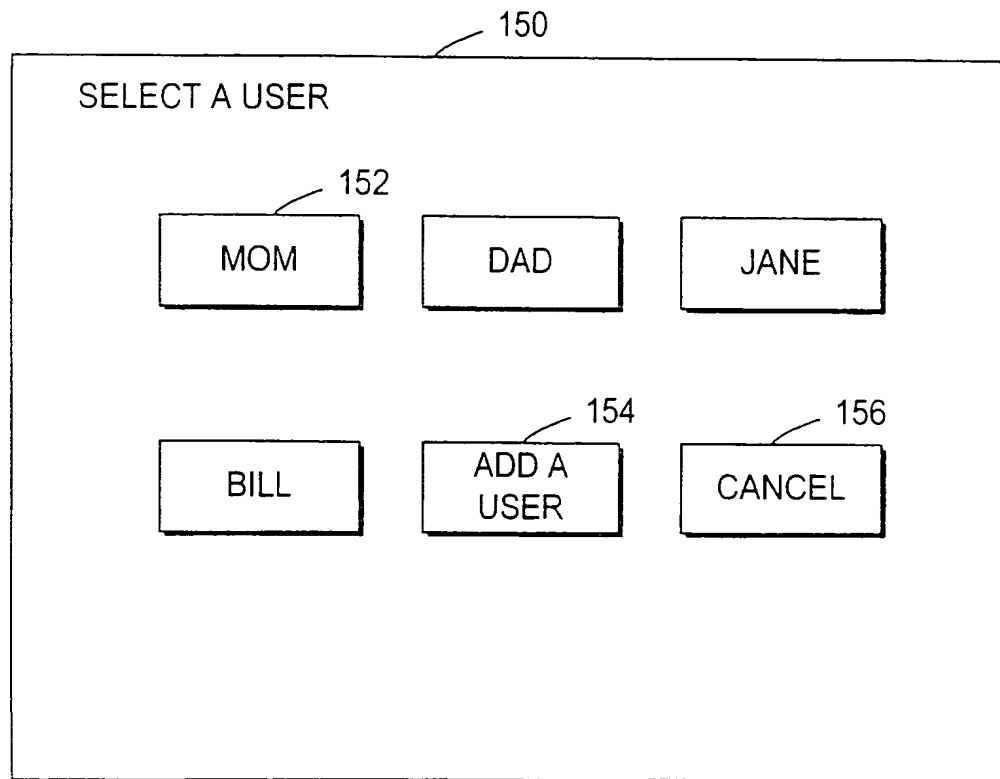 150
SELECT A USER
152
MOM
DAD
JANE
154
156
BILL
ADD A
USER
CANCEL